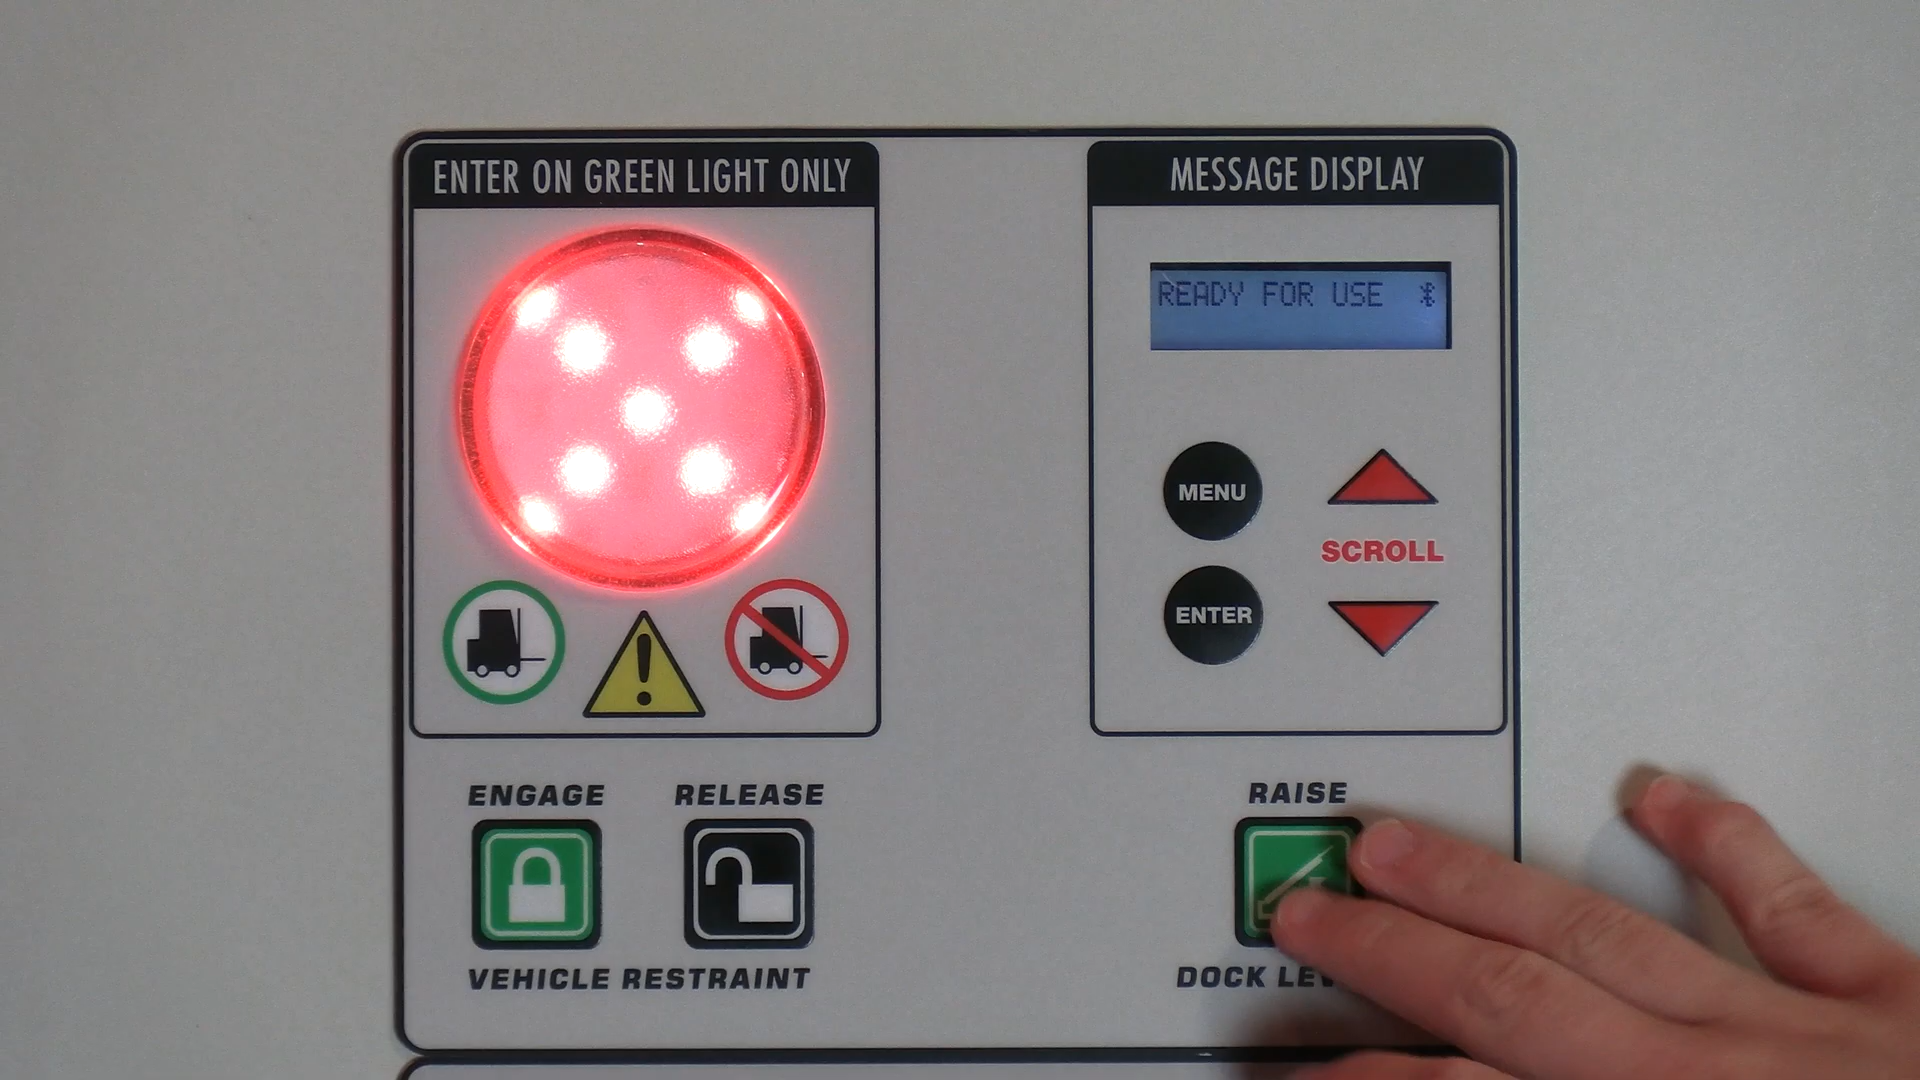 ENTER ON GREEN LIGHT ONLY
MESSAGE DISPLAY
READY FOR USE
MENU
ENTER
SCROLL
ENGAGE
RELEASE
RAISE
VEHICLE RESTRAINT
DOCK